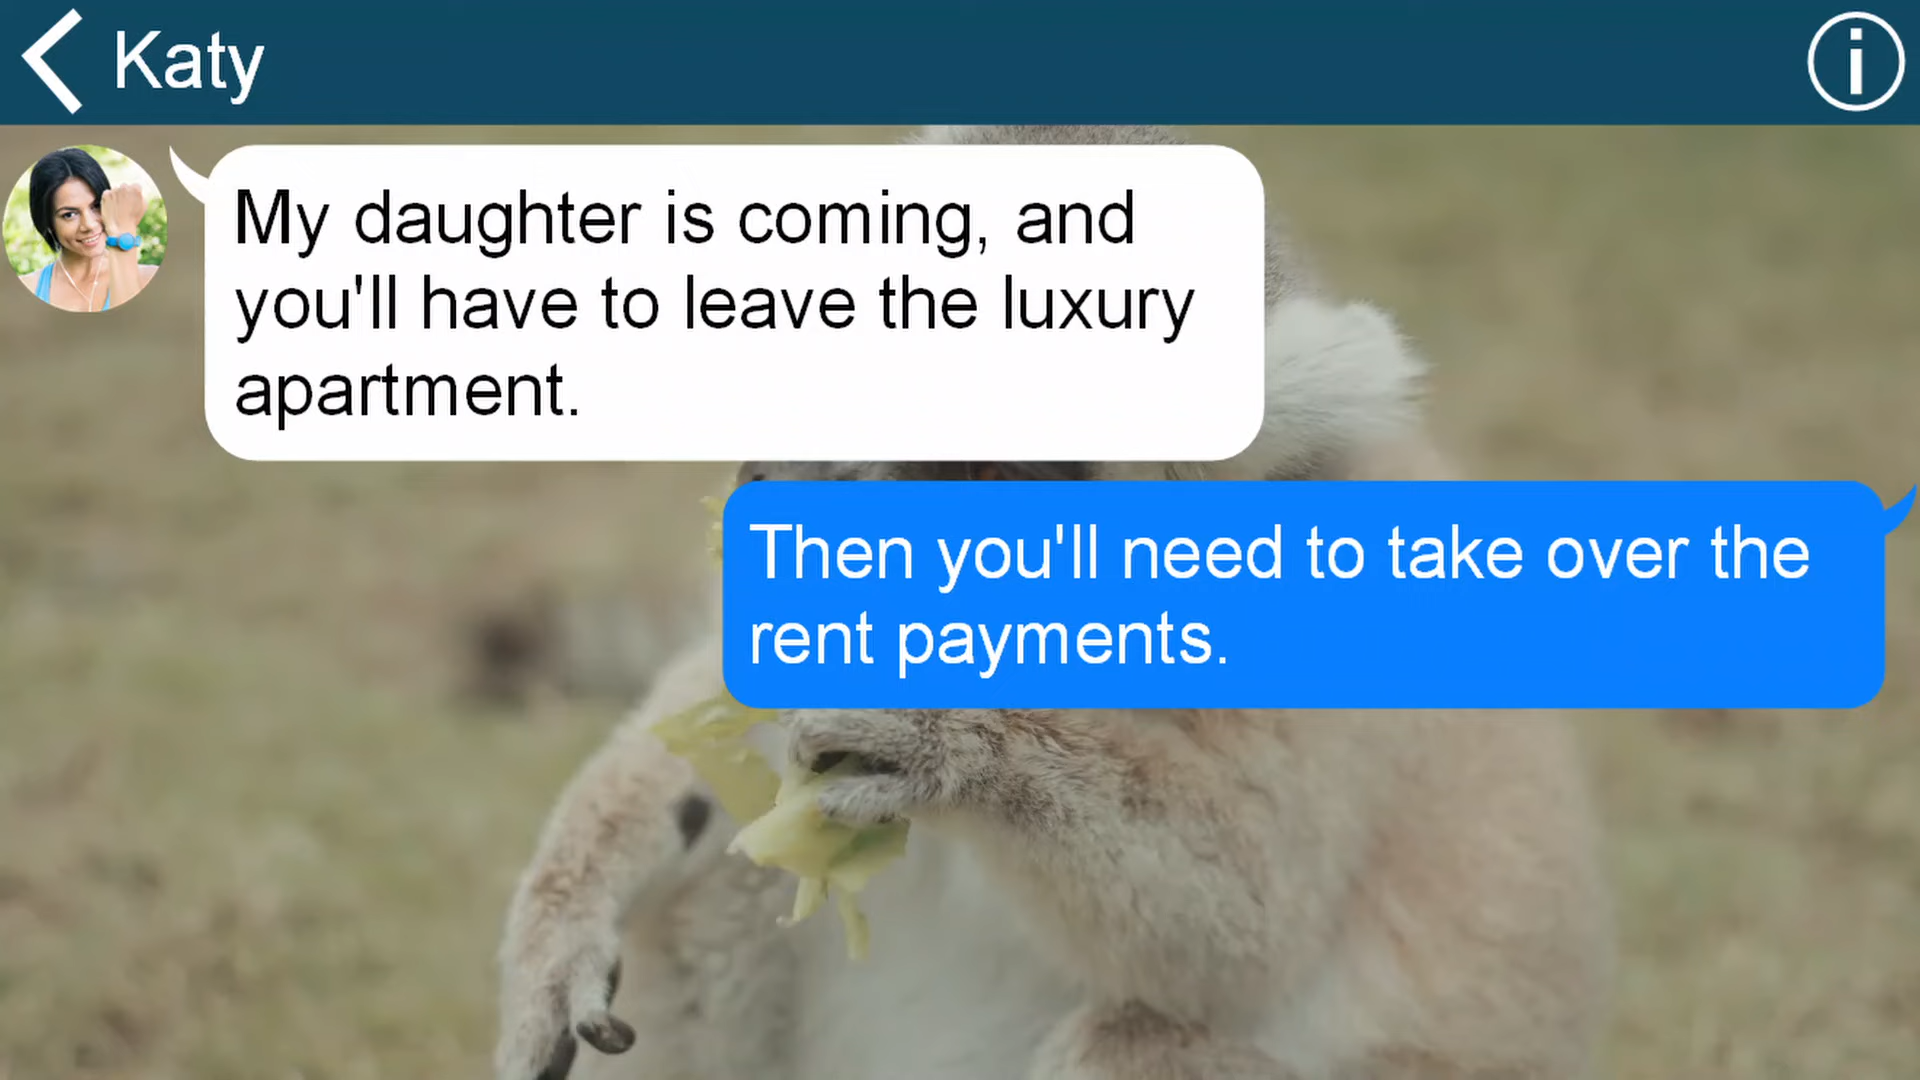 Katy
My daughter is coming, and
you'll have to leave the luxury
apartment.
Then you'll need to take over the
rent payments.